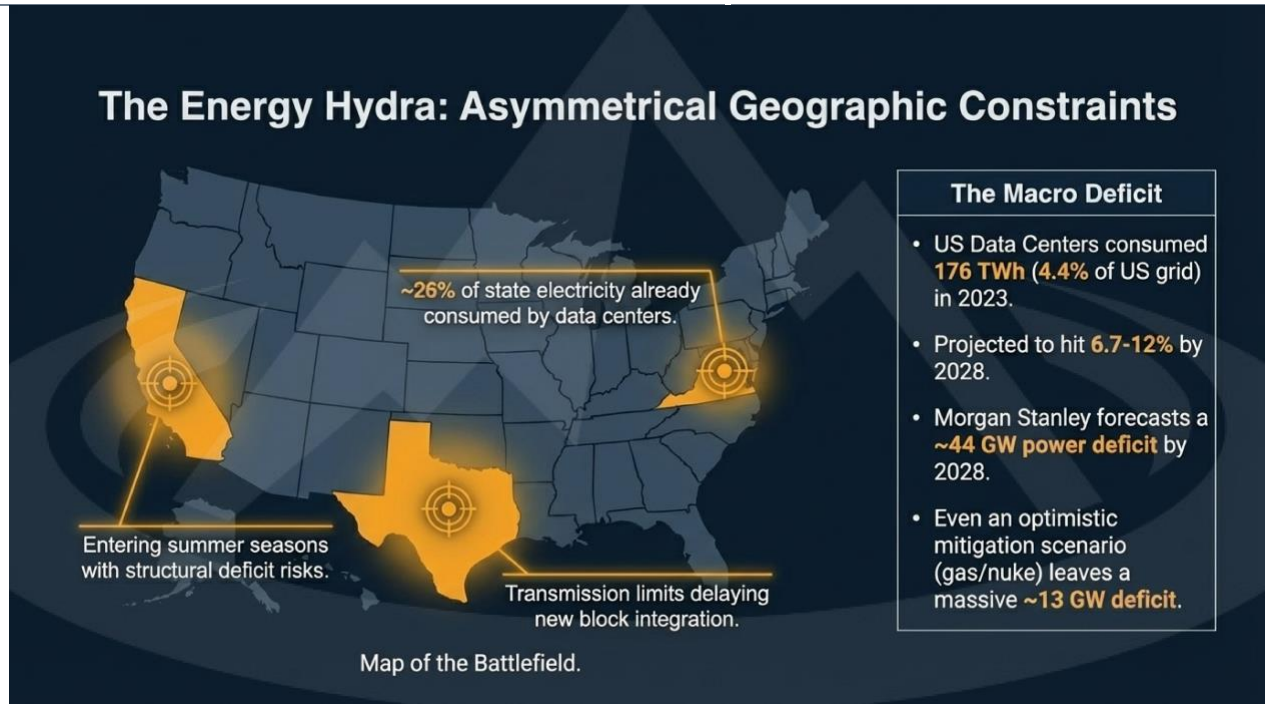 The Energy Hydra: Asymmetrical Geographic Constraints
~26% of state electricity already
consumed by data centers.
Entering summer seasons
with structural deficit risks.
Transmission limits delaying
new block integration.
Map of the Battlefield.
The Macro Deficit
• US Data Centers consumed
176 TWh (4.4% of US grid)
in 2023.
• Projected to hit 6.7-12% by
2028.
• Morgan Stanley forecasts a
~44 GW power deficit by
2028.
• Even an optimistic
mitigation scenario
(gas/nuke) leaves a
massive ~13 GW deficit.